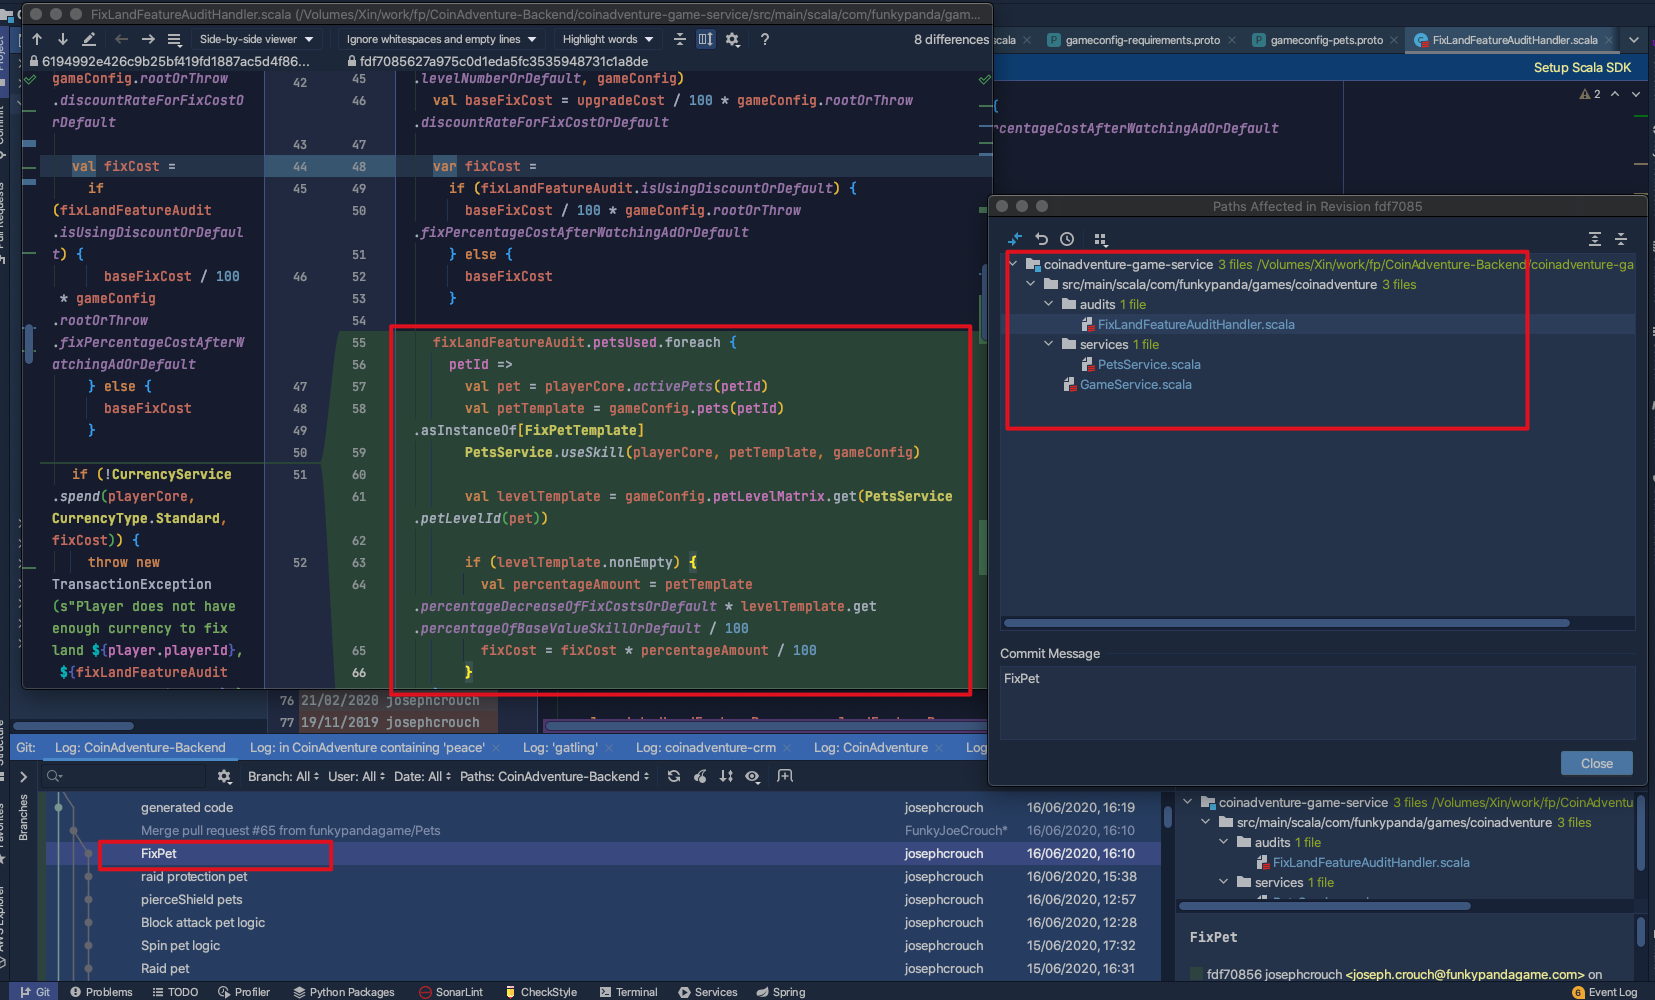 FixLandFeatureAuditHandler.scala (/Volumes/Xin/work/fp/CoinAdventure-Backend/coinadventure-game-service/src/main/scala/com/funkypanda/gam...
Side-by-side viewer
Ignore whitespaces and empty lines
Highlight words
?
8 differences
6194992e426c9b25bf419fd1887ac5d4f86...
fdf7085627a975c0d1eda5fc3535948731c1a8de
gameConfig.rootOrThrow
.discountRateForFixCostO
rDefault
val fixCost =
if
(fixLandFeatureAudit
.isUsingDiscountOrDefaul
t) {
baseFixCost / 100
* gameConfig
.rootOrThrow
.fixPercentageCostAfterW
atchingAdOrDefault
} else {
baseFixCost
}
if (!CurrencyService
.spend(playerCore,
CurrencyType.Standard,
fixCost)) {
throw new
TransactionException
(s"Player does not have
enough currency to fix
land ${player.playerId},
${fixLandFeatureAudit
42
43
44
45
46
47
48
49
50
51
52
45 .levelNumberOrDefault, gameConfig)
46 val baseFixCost = upgradeCost / 100 * gameConfig.rootOrThrow
.discountRateForFixCostOrDefault
47
48 var fixCost =
49 if (fixLandFeatureAudit.isUsingDiscountOrDefault) {
50 baseFixCost / 100 * gameConfig.rootOrThrow
.fixPercentageCostAfterWatchingAdOrDefault
51 } else {
52 baseFixCost
53 }
54
55 fixLandFeatureAudit.petsUsed.foreach {
56 petId =>
57 val pet = playerCore.activePets(petId)
58 val petTemplate = gameConfig.pets(petId)
.asInstanceOf[FixPetTemplate]
59 PetsService.useSkill(playerCore, petTemplate, gameConfig)
60
61 val levelTemplate = gameConfig.petLevelMatrix.get(PetsService
.petLevelId(pet))
62
63 if (levelTemplate.nonEmpty) {
64 val percentageAmount = petTemplate
.percentageDecreaseOfFixCostsOrDefault * levelTemplate.get
.percentageOfBaseValueSkillOrDefault / 100
65 fixCost = fixCost * percentageAmount / 100
66 }
76 21/02/2020 josephcrouch
77 19/11/2019 josephcrouch
scala
gameconfig-requirements.proto
gameconfig-pets.proto
FixLandFeatureAuditHandler.scala
Setup Scala SDK
2
{
rcentageCostAfterWatchingAdOrDefault
Paths Affected in Revision fdf7085
coinadventure-game-service 3 files /Volumes/Xin/work/fp/CoinAdventure-Backend/coinadventure-ga
src/main/scala/com/funkypanda/games/coinadventure 3 files
audits 1 file
FixLandFeatureAuditHandler.scala
services 1 file
PetsService.scala
GameService.scala
Commit Message
FixPet
Close
Git:
Log: CoinAdventure-Backend
Log: in CoinAdventure containing 'peace'
Log: 'gatling'
Log: coinadventure-crm
Log: CoinAdventure
Log
Branch: All
User: All
Date: All
Paths: CoinAdventure-Backend
Branches
generated code josephcrouch 16/06/2020, 16:19
Merge pull request #65 from funkypandagame/Pets FunkyJoeCrouch* 16/06/2020, 16:10
FixPet josephcrouch 16/06/2020, 16:10
raid protection pet josephcrouch 16/06/2020, 15:38
pierceShield pets josephcrouch 16/06/2020, 12:57
Block attack pet logic josephcrouch 16/06/2020, 12:28
Spin pet logic josephcrouch 15/06/2020, 17:32
Raid pet josephcrouch 15/06/2020, 16:31
coinadventure-game-service 3 files /Volumes/Xin/work/fp/CoinAdventu
src/main/scala/com/funkypanda/games/coinadventure 3 files
audits 1 file
FixLandFeatureAuditHandler.scala
services 1 file
FixPet
fdf70856 josephcrouch <joseph.crouch@funkypandagame.com> on
Git
Problems
TODO
Profiler
Python Packages
SonarLint
CheckStyle
Terminal
Services
Spring
6 Event Log